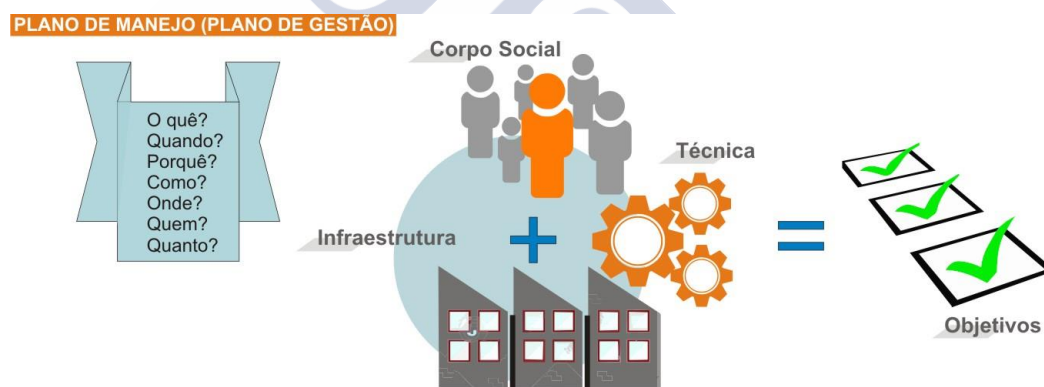 PLANO DE MANEJO (PLANO DE GESTÃO)
O quê?
Quando?
Porquê?
Como?
Onde?
Quem?
Quanto?
Corpo Social
Técnica
Infraestrutura
Objetivos